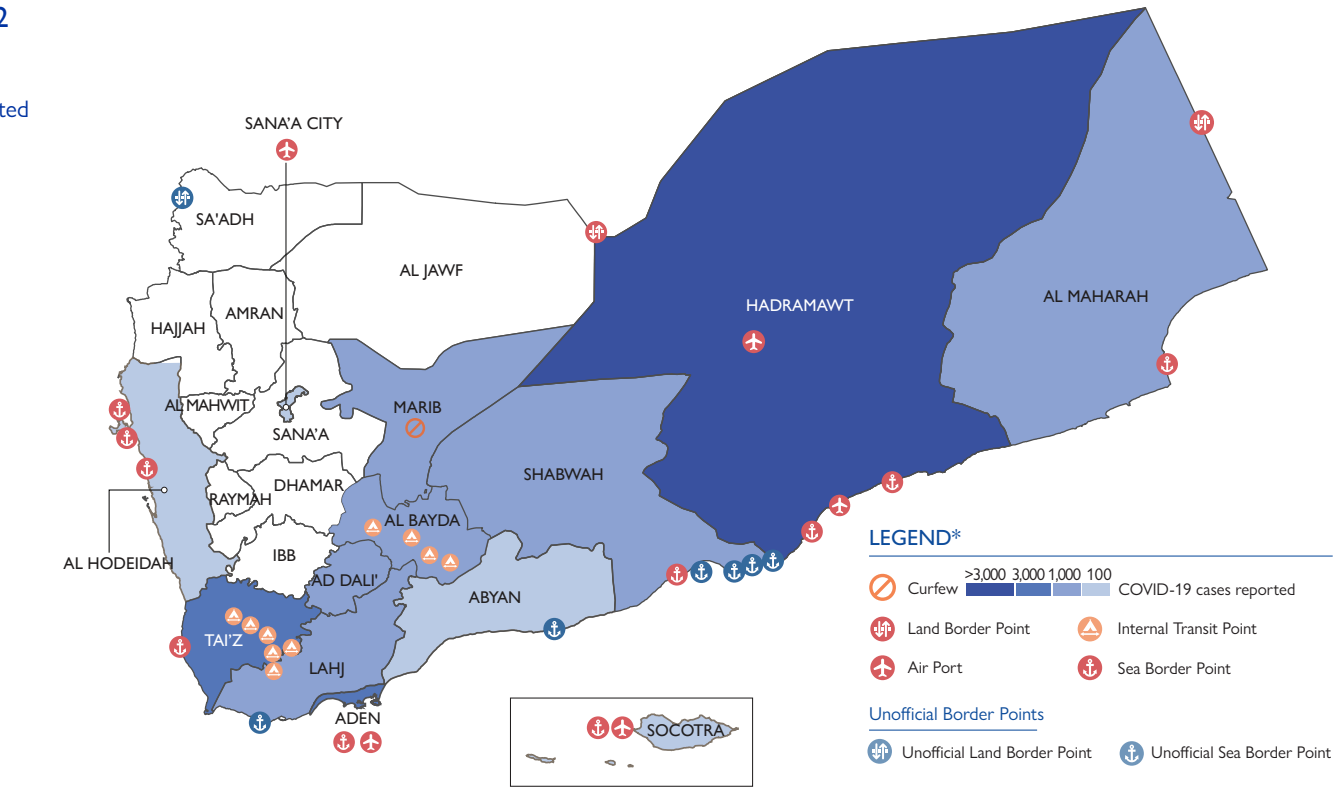 2
ted
SANA'A CITY
SA'ADH
AL JAWF
HADRAMAWT
AL MAHARAH
AMRAN
HAJJAH
AL MAHWIT
MARIB
SANA'A
SHABWAH
DHAMAR
RAYMAH
AL BAYDA
IBB
AL HODEIDAH
AD DALI'
ABYAN
TAI'Z
LAHJ
ADEN
SOCOTRA
LEGEND*
>3,000 3,000 1,000 100
Curfew
COVID-19 cases reported
Land Border Point
Internal Transit Point
Air Port
Sea Border Point
Unofficial Border Points
Unofficial Land Border Point
Unofficial Sea Border Point